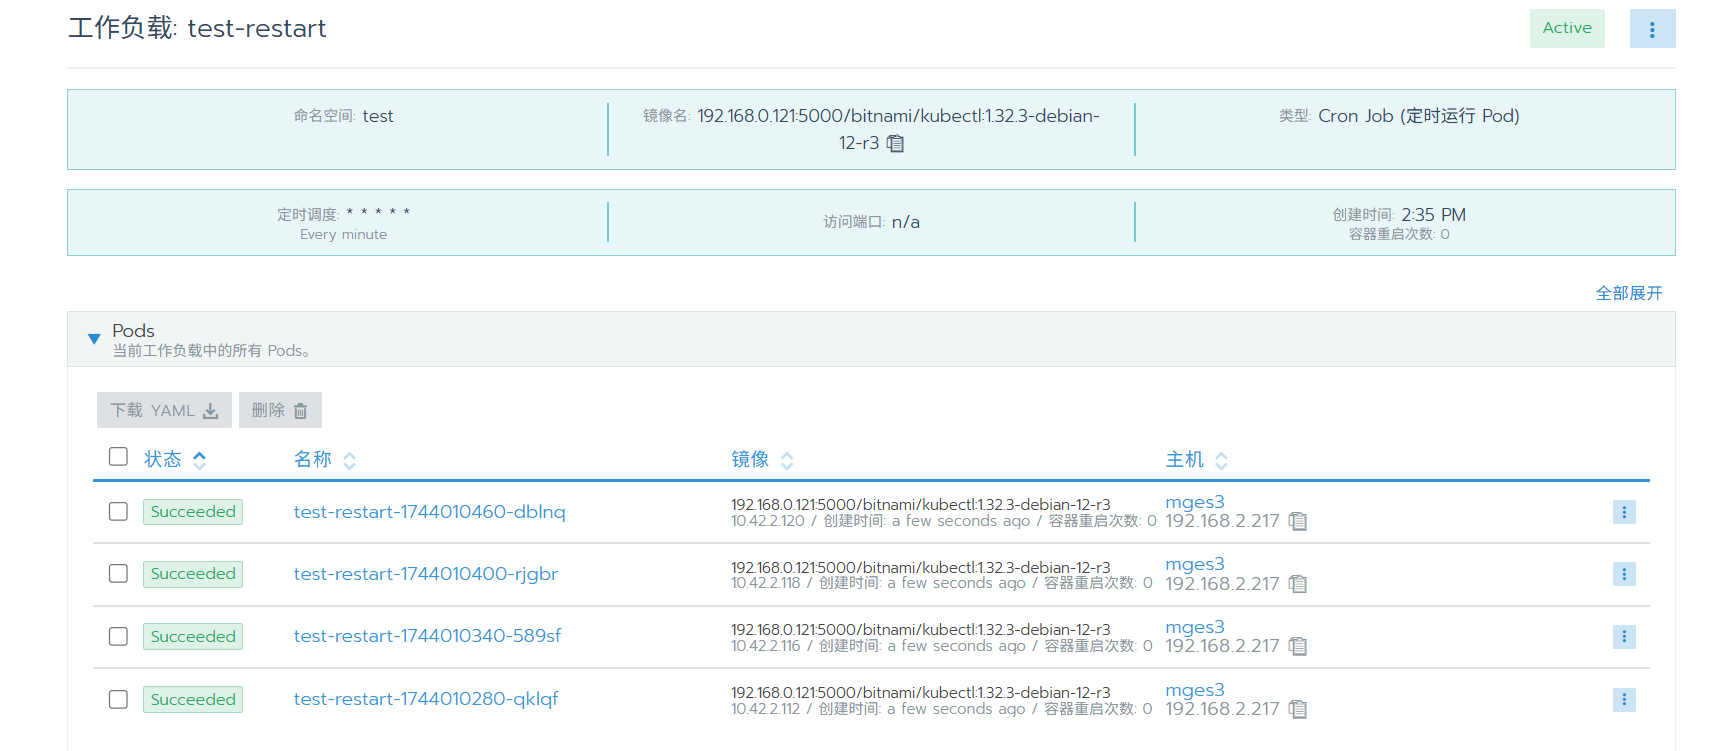 工作负载: test-restart
Active
命名空间: test
镜像名: 192.168.0.121:5000/bitnami/kubectl:1.32.3-debian-
12-r3
类型: Cron Job (定时运行 Pod)
定时调度: * * * * *
Every minute
访问端口: n/a
创建时间: 2:35 PM
容器重启次数: 0
全部展开
Pods
当前工作负载中的所有 Pods。
下载 YAML
删除
状态 名称 镜像 主机
Succeeded test-restart-1744010460-dblnq 192.168.0.121:5000/bitnami/kubectl:1.32.3-debian-12-r3 mges3
10.42.2.120 / 创建时间: a few seconds ago / 容器重启次数: 0 192.168.2.217
Succeeded test-restart-1744010400-rjgbr 192.168.0.121:5000/bitnami/kubectl:1.32.3-debian-12-r3 mges3
10.42.2.118 / 创建时间: a few seconds ago / 容器重启次数: 0 192.168.2.217
Succeeded test-restart-1744010340-589sf 192.168.0.121:5000/bitnami/kubectl:1.32.3-debian-12-r3 mges3
10.42.2.116 / 创建时间: a few seconds ago / 容器重启次数: 0 192.168.2.217
Succeeded test-restart-1744010280-qklqf 192.168.0.121:5000/bitnami/kubectl:1.32.3-debian-12-r3 mges3
10.42.2.112 / 创建时间: a few seconds ago / 容器重启次数: 0 192.168.2.217